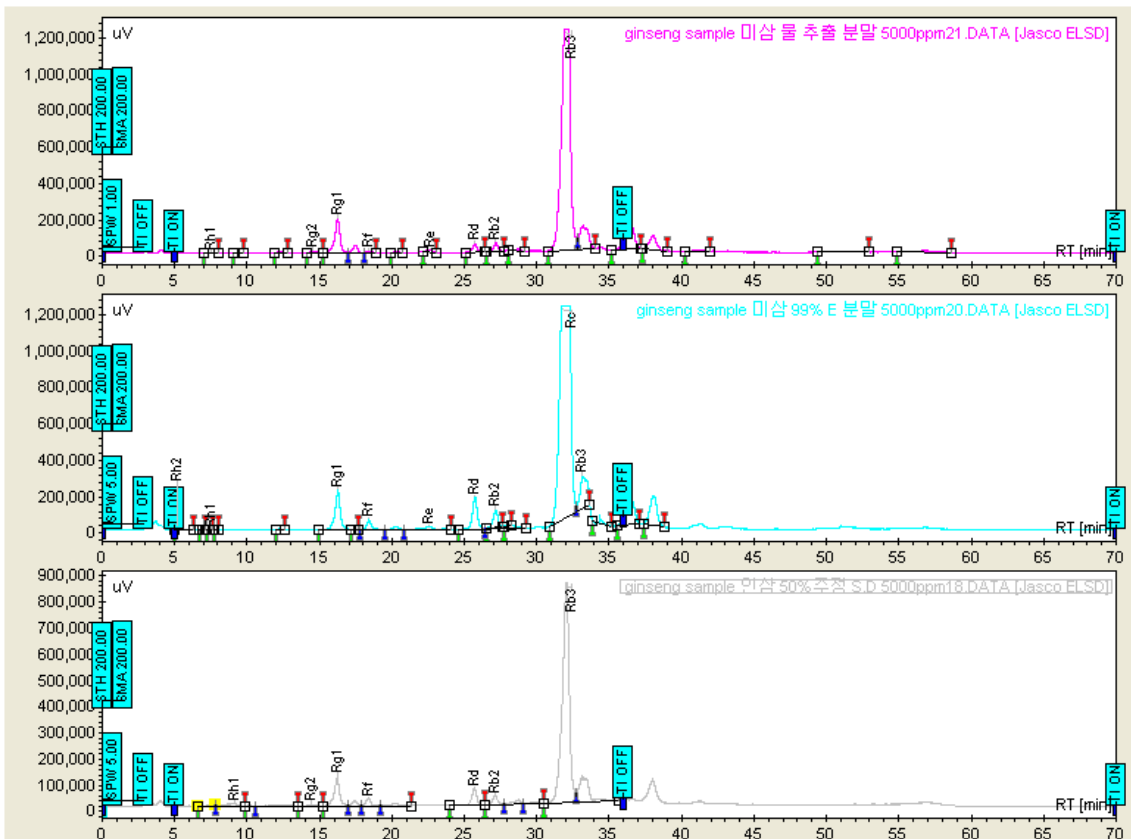 uV
ginseng sample 미삼 물 추출 분말 5000ppm21.DATA [Jasco ELSD]
1,200,000
1,000,000
800,000
600,000
400,000
200,000
0
STH 200.00
SMA 200.00
SPW 1.00
TI OFF
TI ON
Rh1
Rg1
Rg2
Rf
Re
Rd
Rb2
Rb3
TI OFF
TI ON
RT [min]
0 5 10 15 20 25 30 35 40 45 50 55 60 65 70
uV
ginseng sample 미삼 99% E 분말 5000ppm20.DATA [Jasco ELSD]
1,200,000
1,000,000
800,000
600,000
400,000
200,000
0
STH 200.00
SMA 200.00
SPW 5.00
TI OFF
TI ON
Rh2
Rg1
Rf
Re
Rd
Rb2
Rc
Rb3
TI OFF
TI ON
RT [min]
0 5 10 15 20 25 30 35 40 45 50 55 60 65 70
uV
ginseng sample 인삼 50% 주정 S.D 5000ppm18.DATA [Jasco ELSD]
900,000
800,000
700,000
600,000
500,000
400,000
300,000
200,000
100,000
0
STH 200.00
SMA 200.00
SPW 5.00
TI OFF
TI ON
Rh1
Rg2
Rg1
Rf
Rd
Rb2
Rb3
TI OFF
TI ON
RT [min]
0 5 10 15 20 25 30 35 40 45 50 55 60 65 70